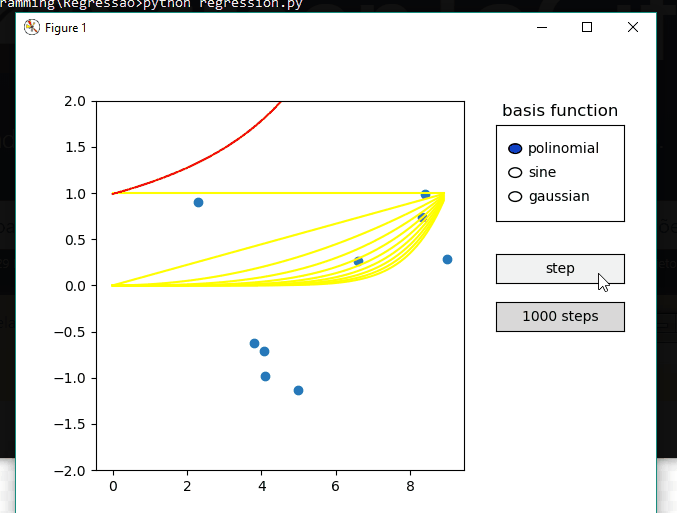 ramming\Regressao>python regression.py
Figure 1
basis function
polinomial
sine
gaussian
step
1000 steps
2.0
1.5
1.0
0.5
0.0
−0.5
−1.0
−1.5
−2.0
0 2 4 6 8